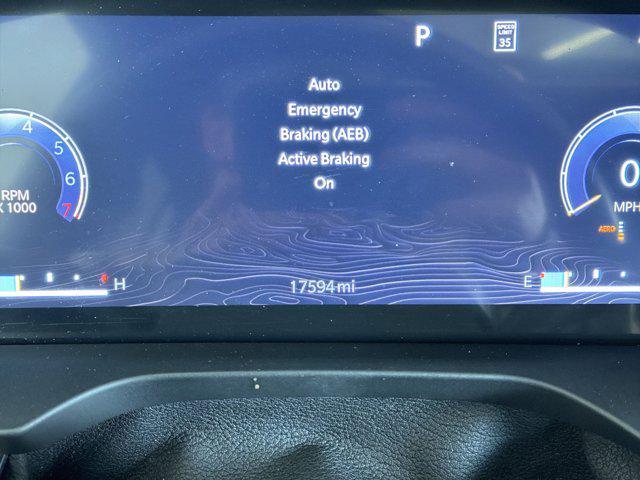 P
SPEED
LIMIT
35
Auto
Emergency
Braking (AEB)
Active Braking
On
4
5
6
7
RPM
X 1000
0
MPH
AERO
H
17594 mi
E